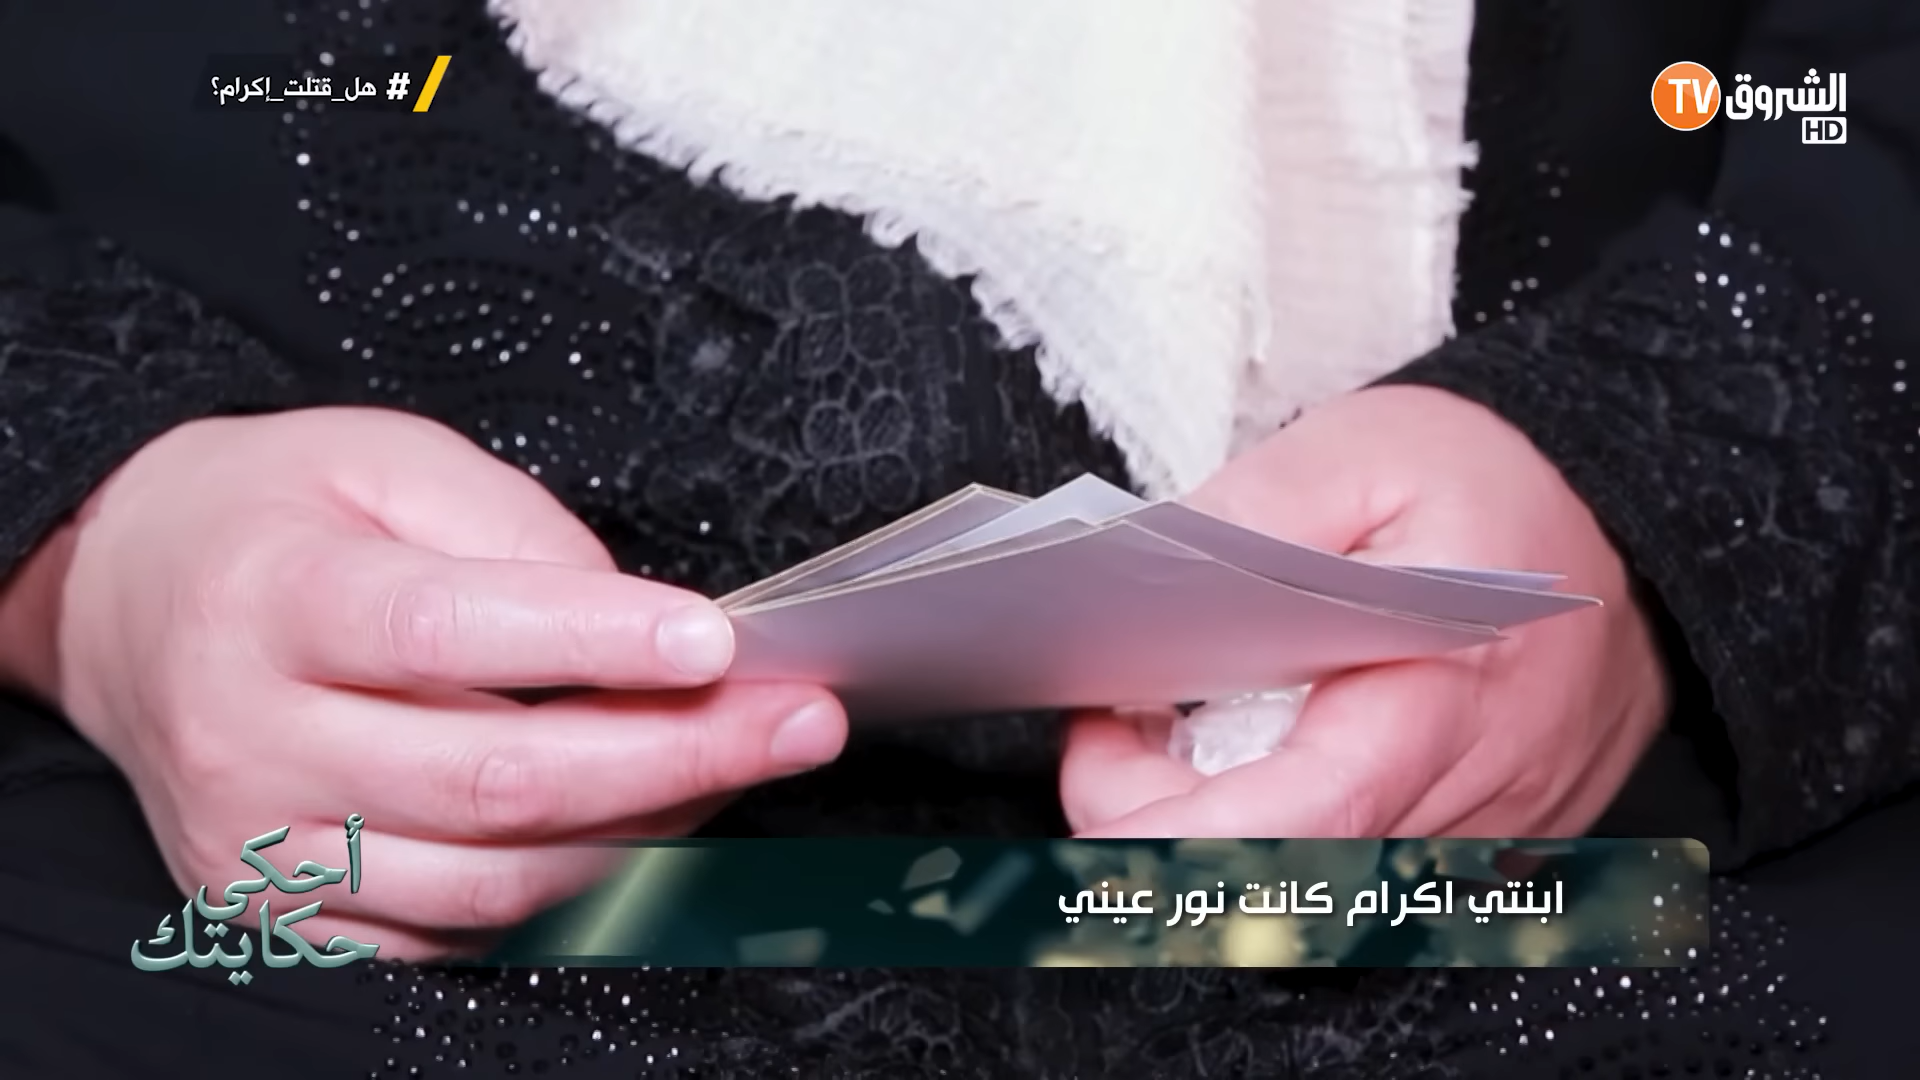 #هل_قتلت_إكرام؟
الشروق TV
HD
ابنتي اكرام كانت نور عيني
أحكي
حكايتك